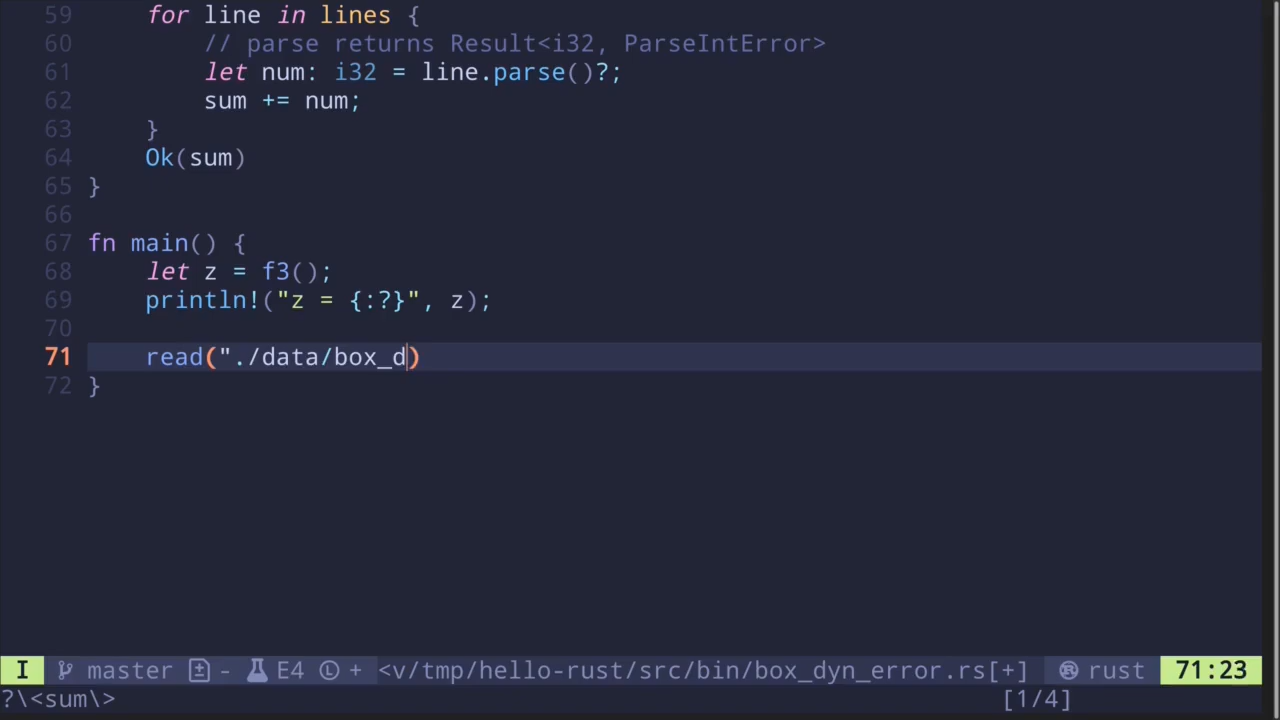 59 for line in lines {
60 // parse returns Result<i32, ParseIntError>
61 let num: i32 = line.parse()?;
62 sum += num;
63 }
64 Ok(sum)
65 }
66
67 fn main() {
68 let z = f3();
69 println!("z = {:?}", z);
70
71 read("./data/box_d)
72 }
I master - E4 Ⓛ + <v/tmp/hello-rust/src/bin/box_dyn_error.rs[+] rust 71:23
?\<sum\> [1/4]